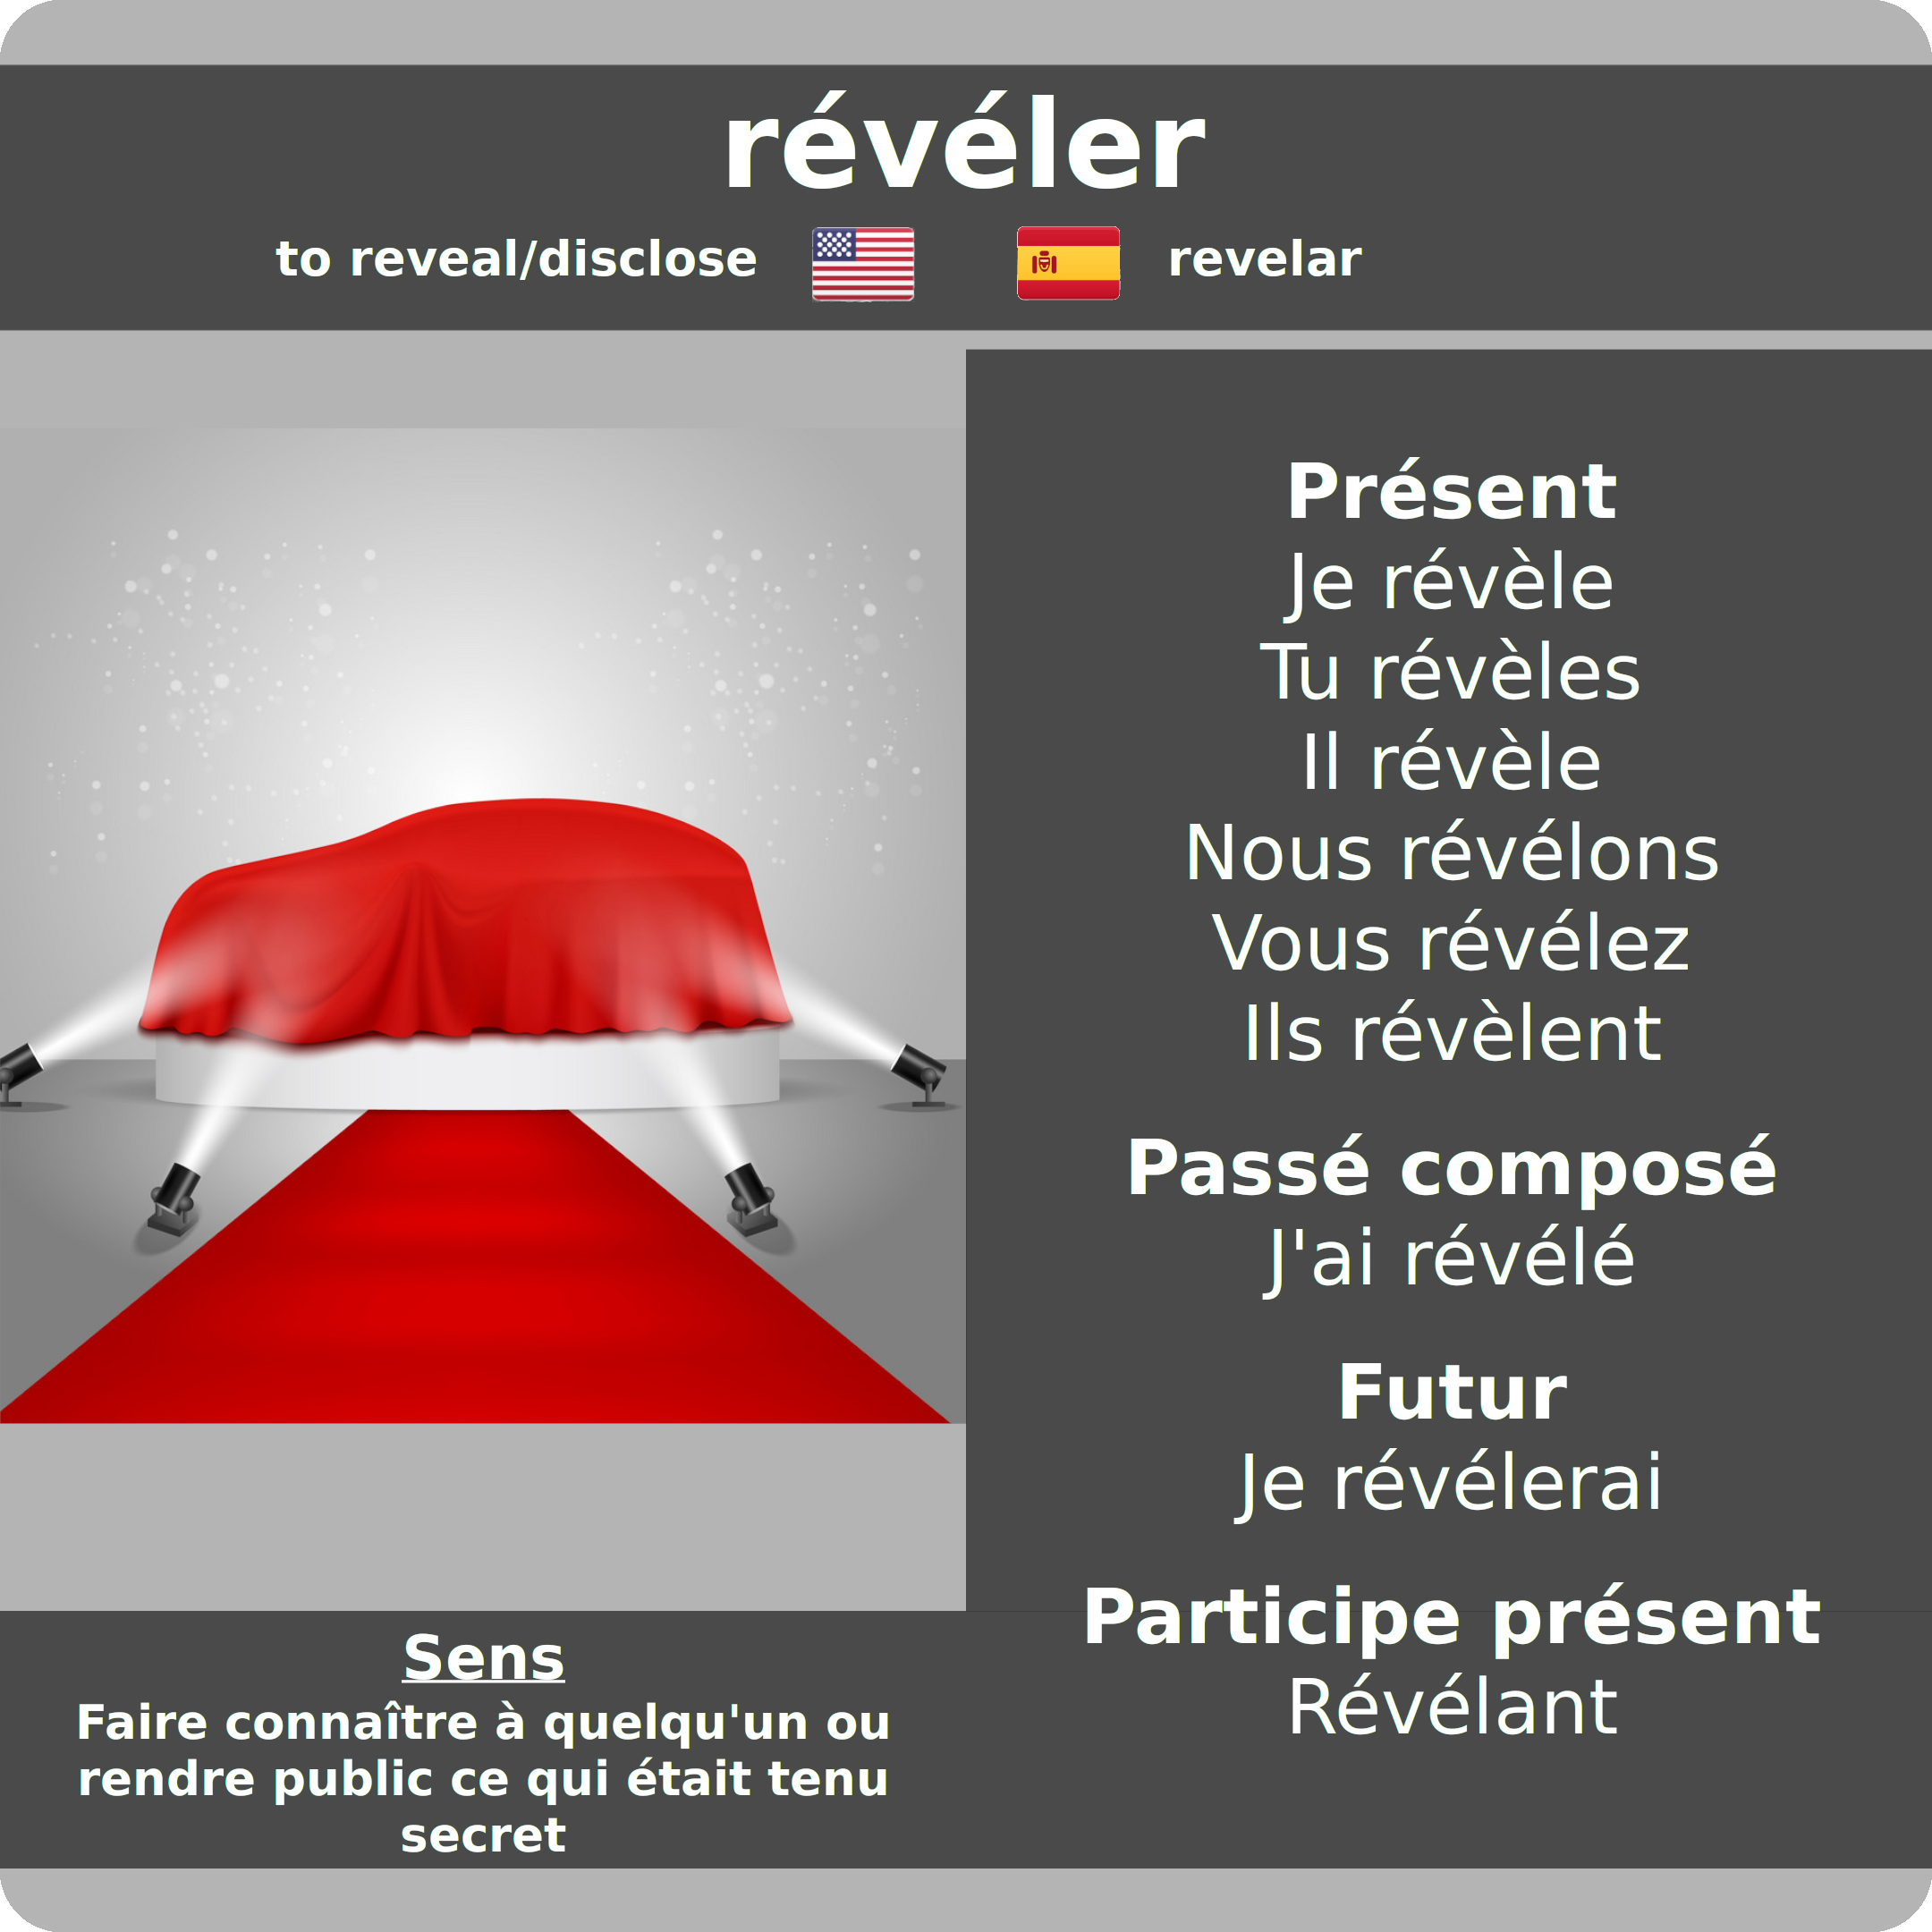 révéler
to reveal/disclose
revelar
Présent
Je révèle
Tu révèles
Il révèle
Nous révélons
Vous révélez
Ils révèlent
Passé composé
J'ai révélé
Futur
Je révélerai
Participe présent
Révélant
Sens
Faire connaître à quelqu'un ou
rendre public ce qui était tenu
secret